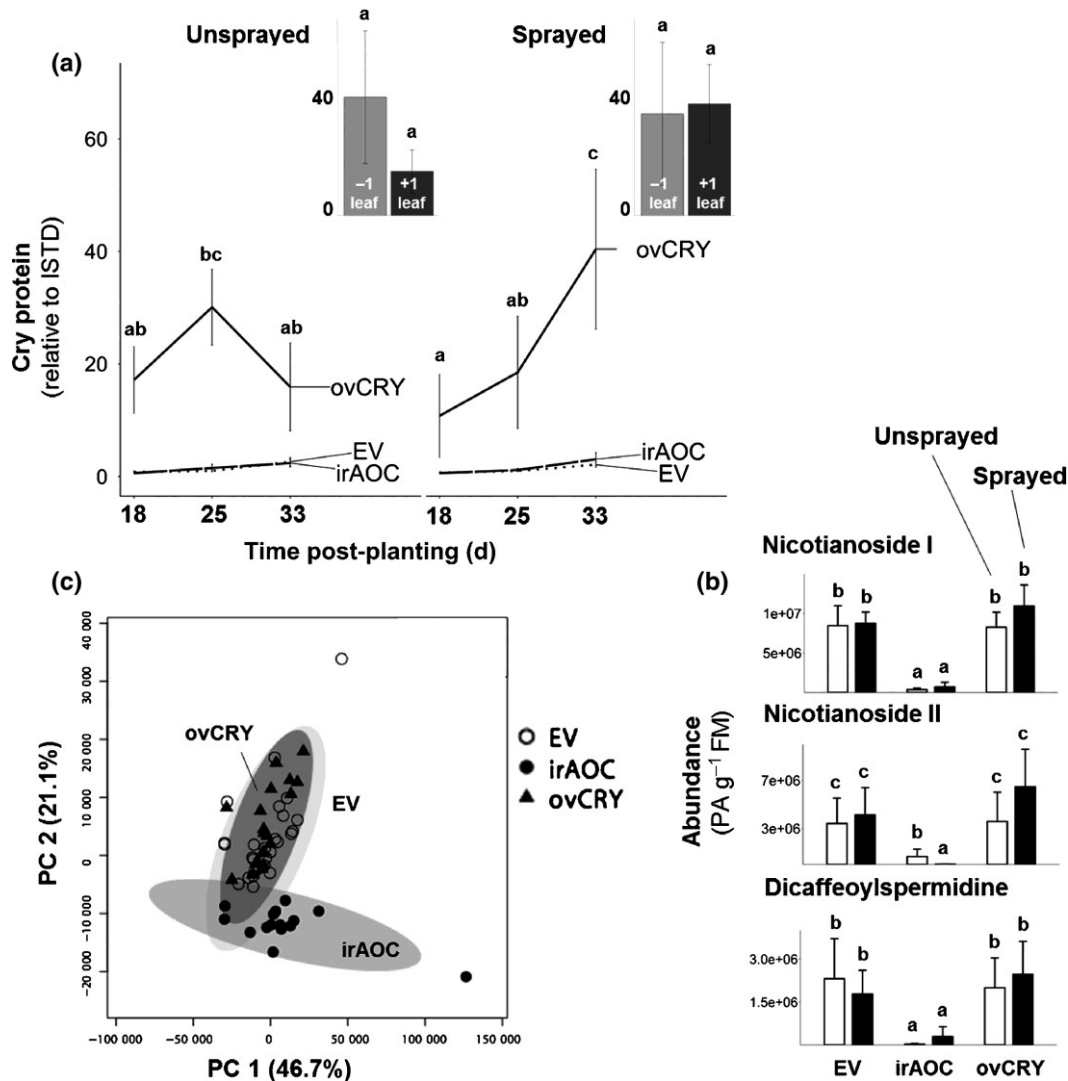 (a)
Unsprayed
Sprayed
Cry protein
(relative to ISTD)
60
40
20
0
ab
bc
ab
ovCRY
EV
irAOC
40
0
a
a
–1
leaf
+1
leaf
a
ab
c
ovCRY
irAOC
EV
40
0
a
a
–1
leaf
+1
leaf
18
25
33
18
25
33
Time post-planting (d)
(b)
Unsprayed
Sprayed
Nicotianoside I
1e+07
5e+06
b
b
a
a
b
b
Nicotianoside II
7e+06
3e+06
c
c
b
a
c
c
Dicaffeoylspermidine
3.0e+06
1.5e+06
b
b
a
a
b
b
Abundance
(PA g⁻¹ FM)
EV
irAOC
ovCRY
(c)
PC 2 (21.1%)
40 000
30 000
20 000
10 000
0
–10 000
–20 000
ovCRY
EV
irAOC
EV
irAOC
ovCRY
–100 000
–50 000
0
50 000
100 000
150 000
PC 1 (46.7%)